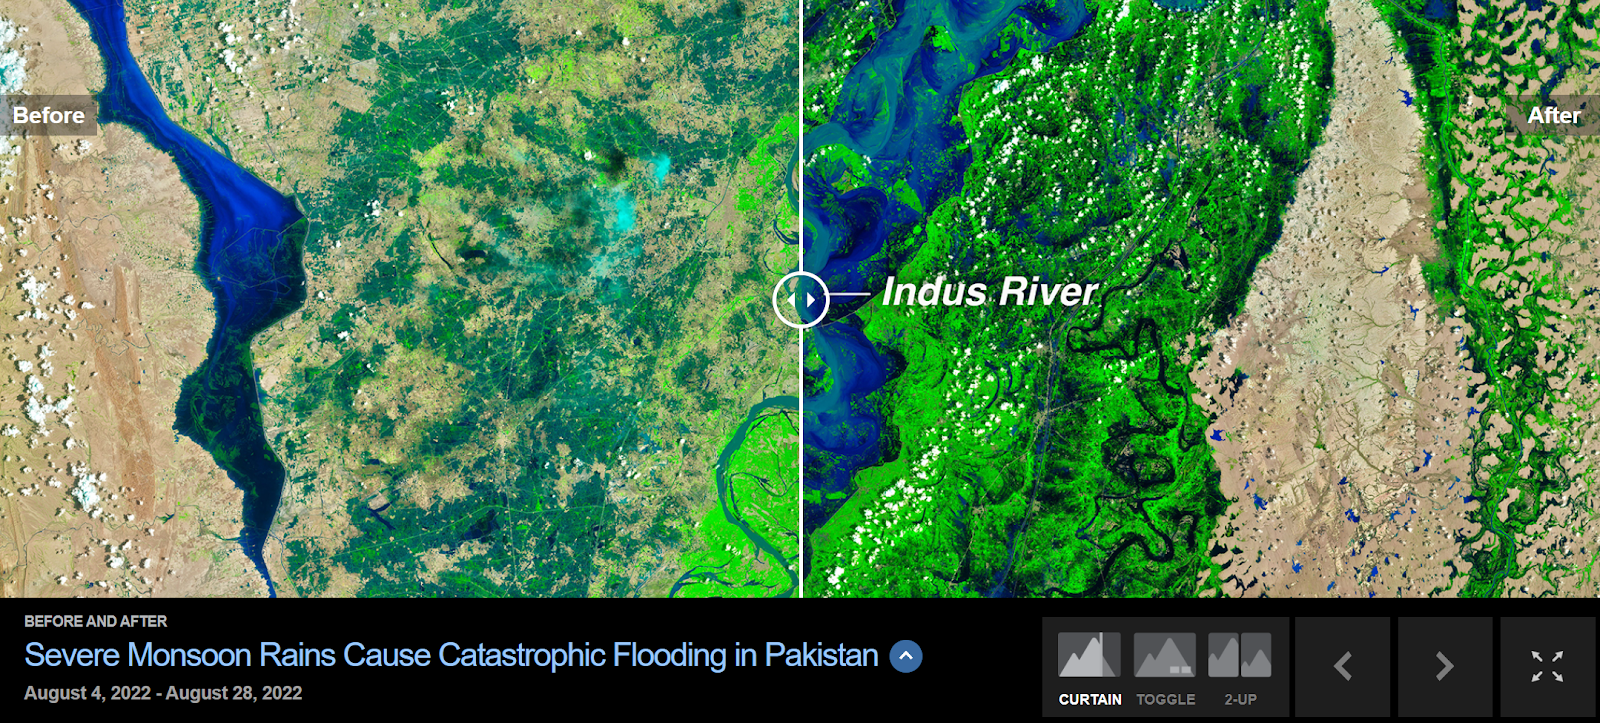 Before
After
Indus River
BEFORE AND AFTER
Severe Monsoon Rains Cause Catastrophic Flooding in Pakistan
August 4, 2022 - August 28, 2022
CURTAIN
TOGGLE
2-UP